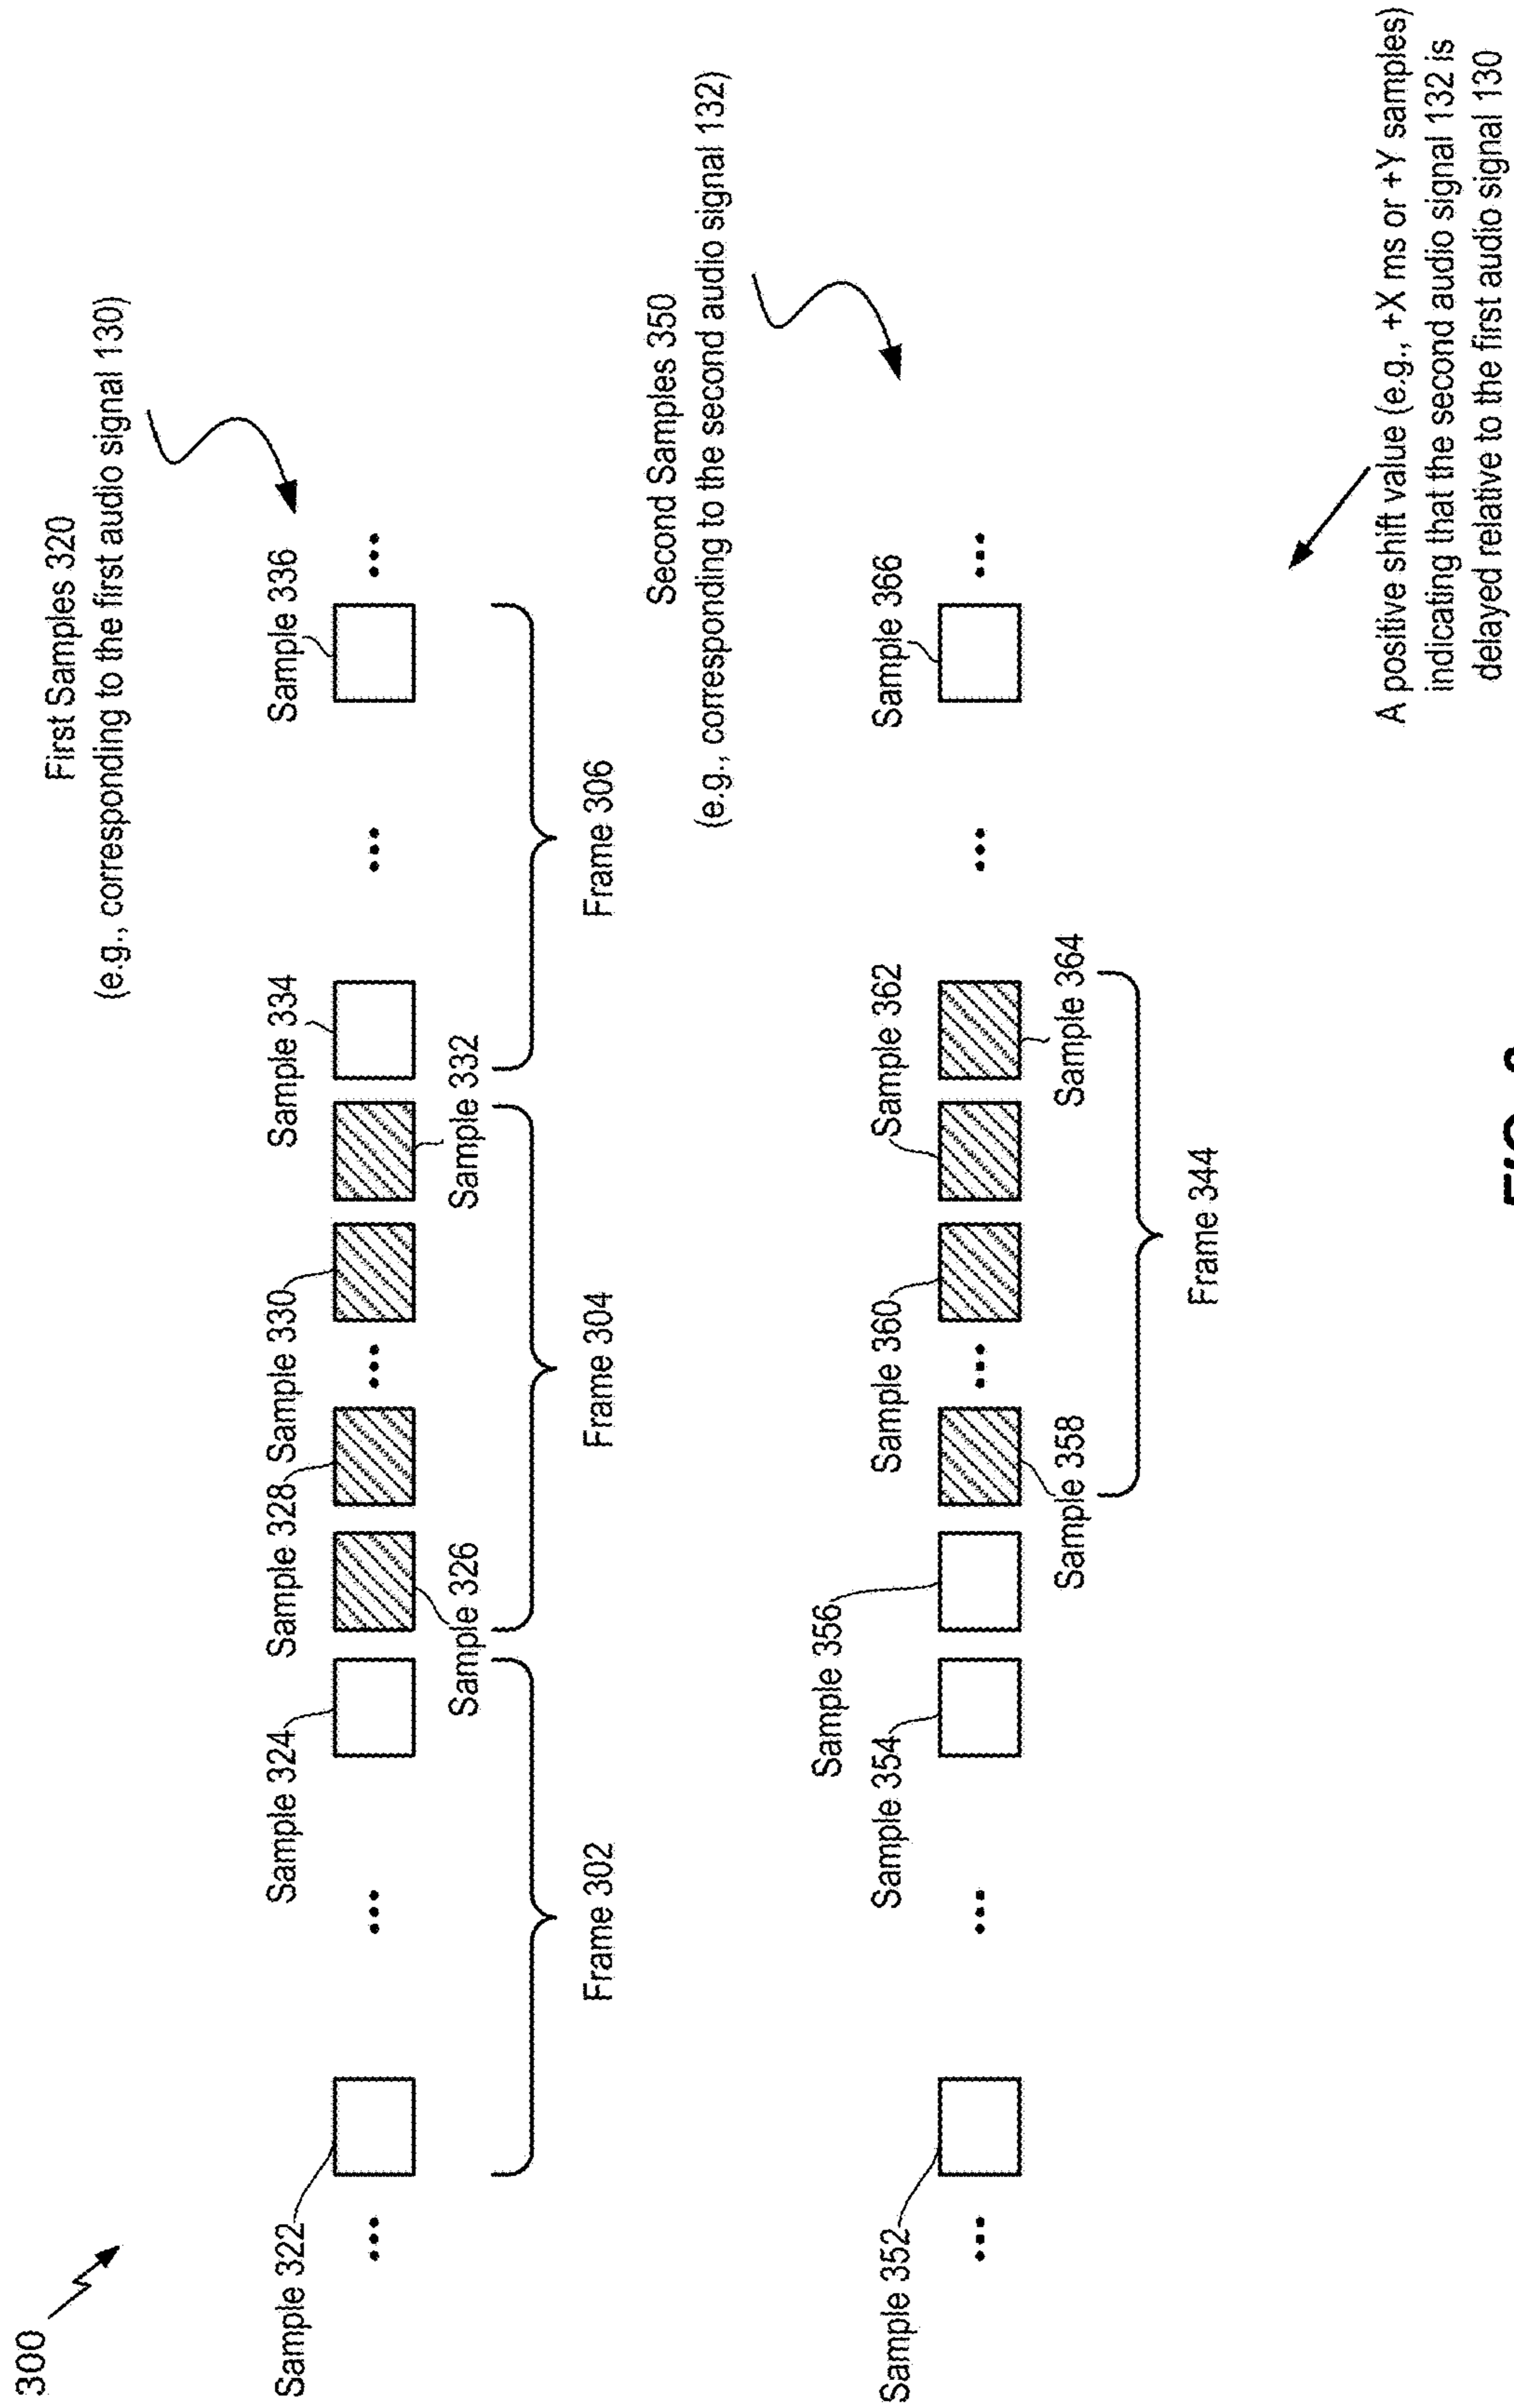 300
First Samples 320
(e.g., corresponding to the first audio signal 130)
Sample 322
Sample 324
Sample 328
Sample 330
Sample 334
Sample 336
Sample 326
Sample 332
Frame 302
Frame 304
Frame 306
Second Samples 350
(e.g., corresponding to the second audio signal 132)
Sample 356
Sample 352
Sample 354
Sample 360
Sample 362
Sample 366
Sample 358
Sample 364
Frame 344
A positive shift value (e.g., +X ms or +Y samples)
indicating that the second audio signal 132 is
delayed relative to the first audio signal 130